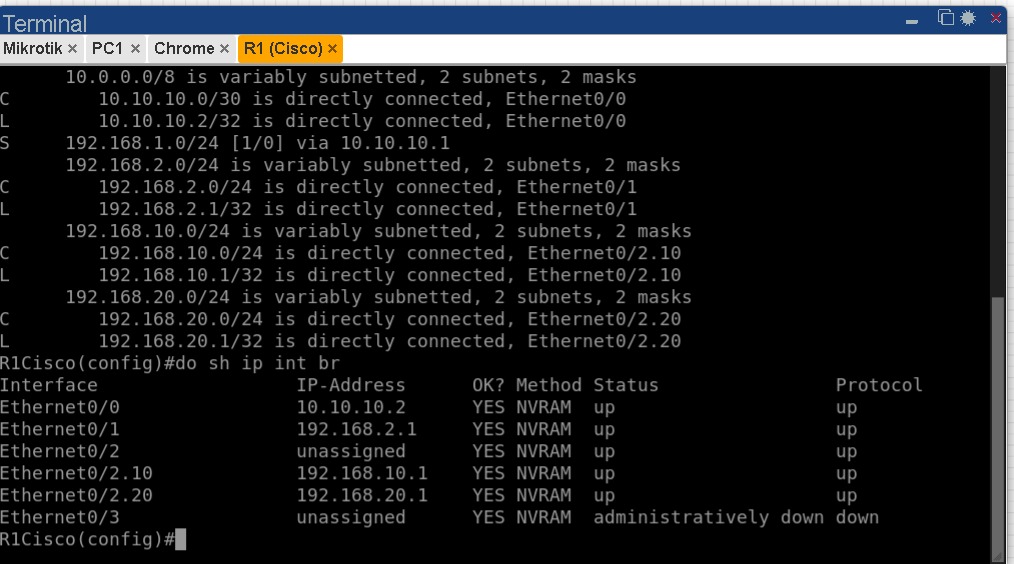 Terminal
Mikrotik × PC1 × Chrome × R1 (Cisco) ×
10.0.0.0/8 is variably subnetted, 2 subnets, 2 masks
C 10.10.10.0/30 is directly connected, Ethernet0/0
L 10.10.10.2/32 is directly connected, Ethernet0/0
S 192.168.1.0/24 [1/0] via 10.10.10.1
192.168.2.0/24 is variably subnetted, 2 subnets, 2 masks
C 192.168.2.0/24 is directly connected, Ethernet0/1
L 192.168.2.1/32 is directly connected, Ethernet0/1
192.168.10.0/24 is variably subnetted, 2 subnets, 2 masks
C 192.168.10.0/24 is directly connected, Ethernet0/2.10
L 192.168.10.1/32 is directly connected, Ethernet0/2.10
192.168.20.0/24 is variably subnetted, 2 subnets, 2 masks
C 192.168.20.0/24 is directly connected, Ethernet0/2.20
L 192.168.20.1/32 is directly connected, Ethernet0/2.20
R1Cisco(config)#do sh ip int br
Interface IP-Address OK? Method Status Protocol
Ethernet0/0 10.10.10.2 YES NVRAM up up
Ethernet0/1 192.168.2.1 YES NVRAM up up
Ethernet0/2 unassigned YES NVRAM up up
Ethernet0/2.10 192.168.10.1 YES NVRAM up up
Ethernet0/2.20 192.168.20.1 YES NVRAM up up
Ethernet0/3 unassigned YES NVRAM administratively down down
R1Cisco(config)#